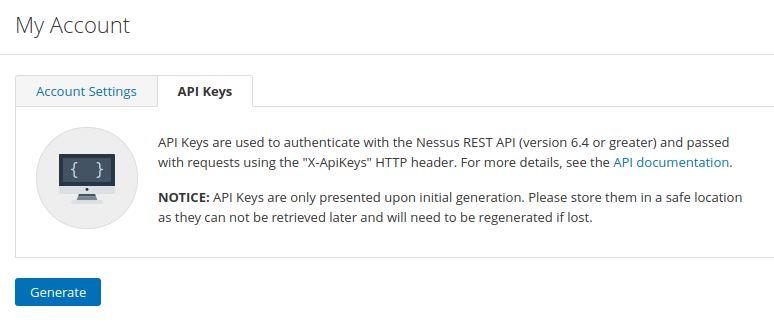 My Account
Account Settings
API Keys
{ }
API Keys are used to authenticate with the Nessus REST API (version 6.4 or greater) and passed
with requests using the "X-ApiKeys" HTTP header. For more details, see the API documentation.
NOTICE: API Keys are only presented upon initial generation. Please store them in a safe location
as they can not be retrieved later and will need to be regenerated if lost.
Generate